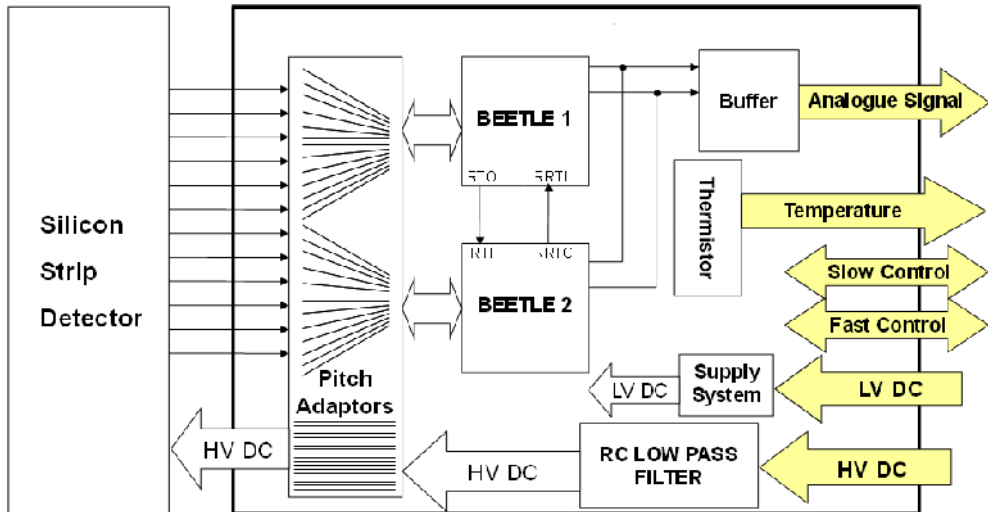 Silicon
Strip
Detector
Pitch
Adaptors
BEETLE 1
BEETLE 2
Buffer
Thermistor
Analogue Signal
Temperature
Slow Control
Fast Control
Supply
System
LV DC
LV DC
RC LOW PASS
FILTER
HV DC
HV DC
HV DC